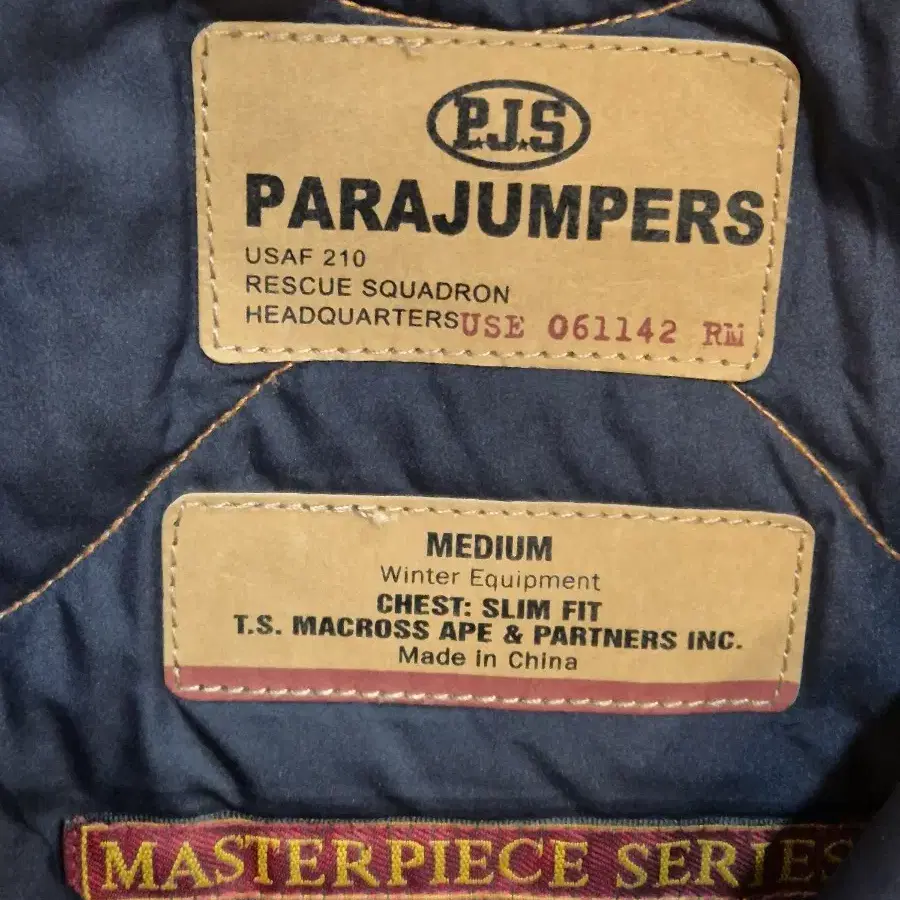 P.J.S
PARAJUMPERS
USAF 210
RESCUE SQUADRON
HEADQUARTERS USE 061142 RM
MEDIUM
Winter Equipment
CHEST: SLIM FIT
T.S. MACROSS APE & PARTNERS INC.
Made in China
MASTERPIECE SERIES